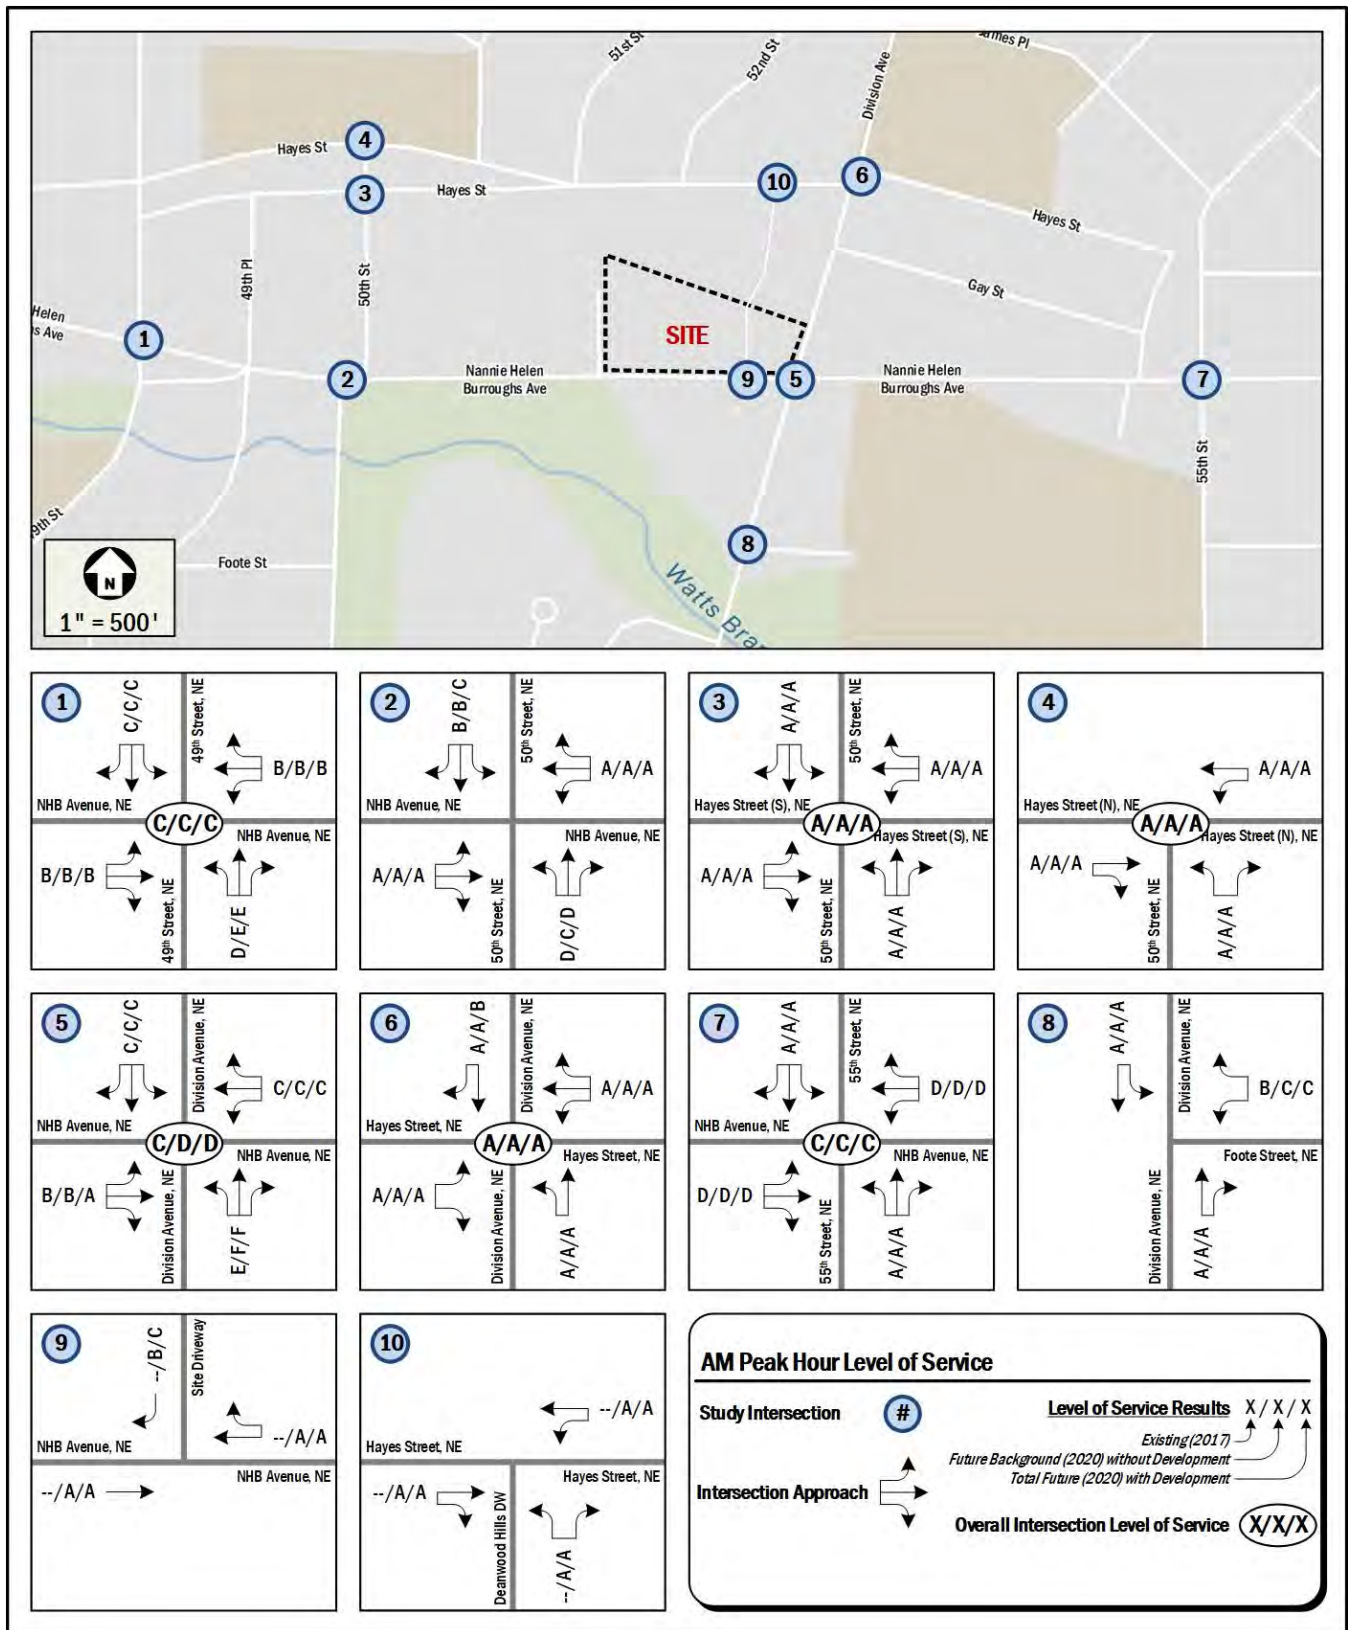 51st St
52nd St
Division Ave
James Pl
Hayes St
4
3
Hayes St
10
6
Hayes St
49th Pl
50th St
Gay St
Helen
ns Ave
1
SITE
2
Nannie Helen
Burroughs Ave
9
5
Nannie Helen
Burroughs Ave
7
55th St
9th St
8
Foote St
Watts Bra
N
1" = 500'
1
C/C/C
49th Street, NE
B/B/B
NHB Avenue, NE
C/C/C
NHB Avenue, NE
B/B/B
49th Street, NE
D/E/E
2
B/B/C
50th Street, NE
A/A/A
NHB Avenue, NE
NHB Avenue, NE
A/A/A
50th Street, NE
D/C/D
3
A/A/A
50th Street, NE
A/A/A
Hayes Street (S), NE
A/A/A
Hayes Street (S), NE
A/A/A
50th Street, NE
A/A/A
4
A/A/A
Hayes Street (N), NE
A/A/A
Hayes Street (N), NE
A/A/A
50th Street, NE
A/A/A
5
C/C/C
Division Avenue, NE
C/C/C
NHB Avenue, NE
C/D/D
NHB Avenue, NE
B/B/A
Division Avenue, NE
E/F/F
6
A/A/B
Division Avenue, NE
A/A/A
Hayes Street, NE
A/A/A
Hayes Street, NE
A/A/A
Division Avenue, NE
A/A/A
7
A/A/A
55th Street, NE
D/D/D
NHB Avenue, NE
C/C/C
NHB Avenue, NE
D/D/D
55th Street, NE
A/A/A
8
A/A/A
Division Avenue, NE
B/C/C
Foote Street, NE
Division Avenue, NE
A/A/A
9
--/B/C
Site Driveway
--/A/A
NHB Avenue, NE
NHB Avenue, NE
--/A/A
10
--/A/A
Hayes Street, NE
Hayes Street, NE
--/A/A
Deanwood Hills DW
--/A/A
AM Peak Hour Level of Service
Study Intersection
#
Level of Service Results X / X / X
Existing (2017)
Future Background (2020) without Development
Total Future (2020) with Development
Intersection Approach
Overall Intersection Level of Service X/X/X